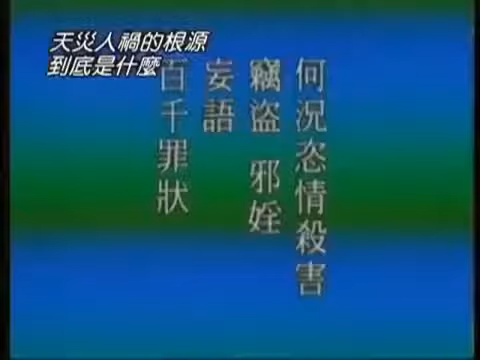 天災人禍的根源
到底是什麼
何況恣情殺害
竊盜 邪婬
妄語
百千罪狀